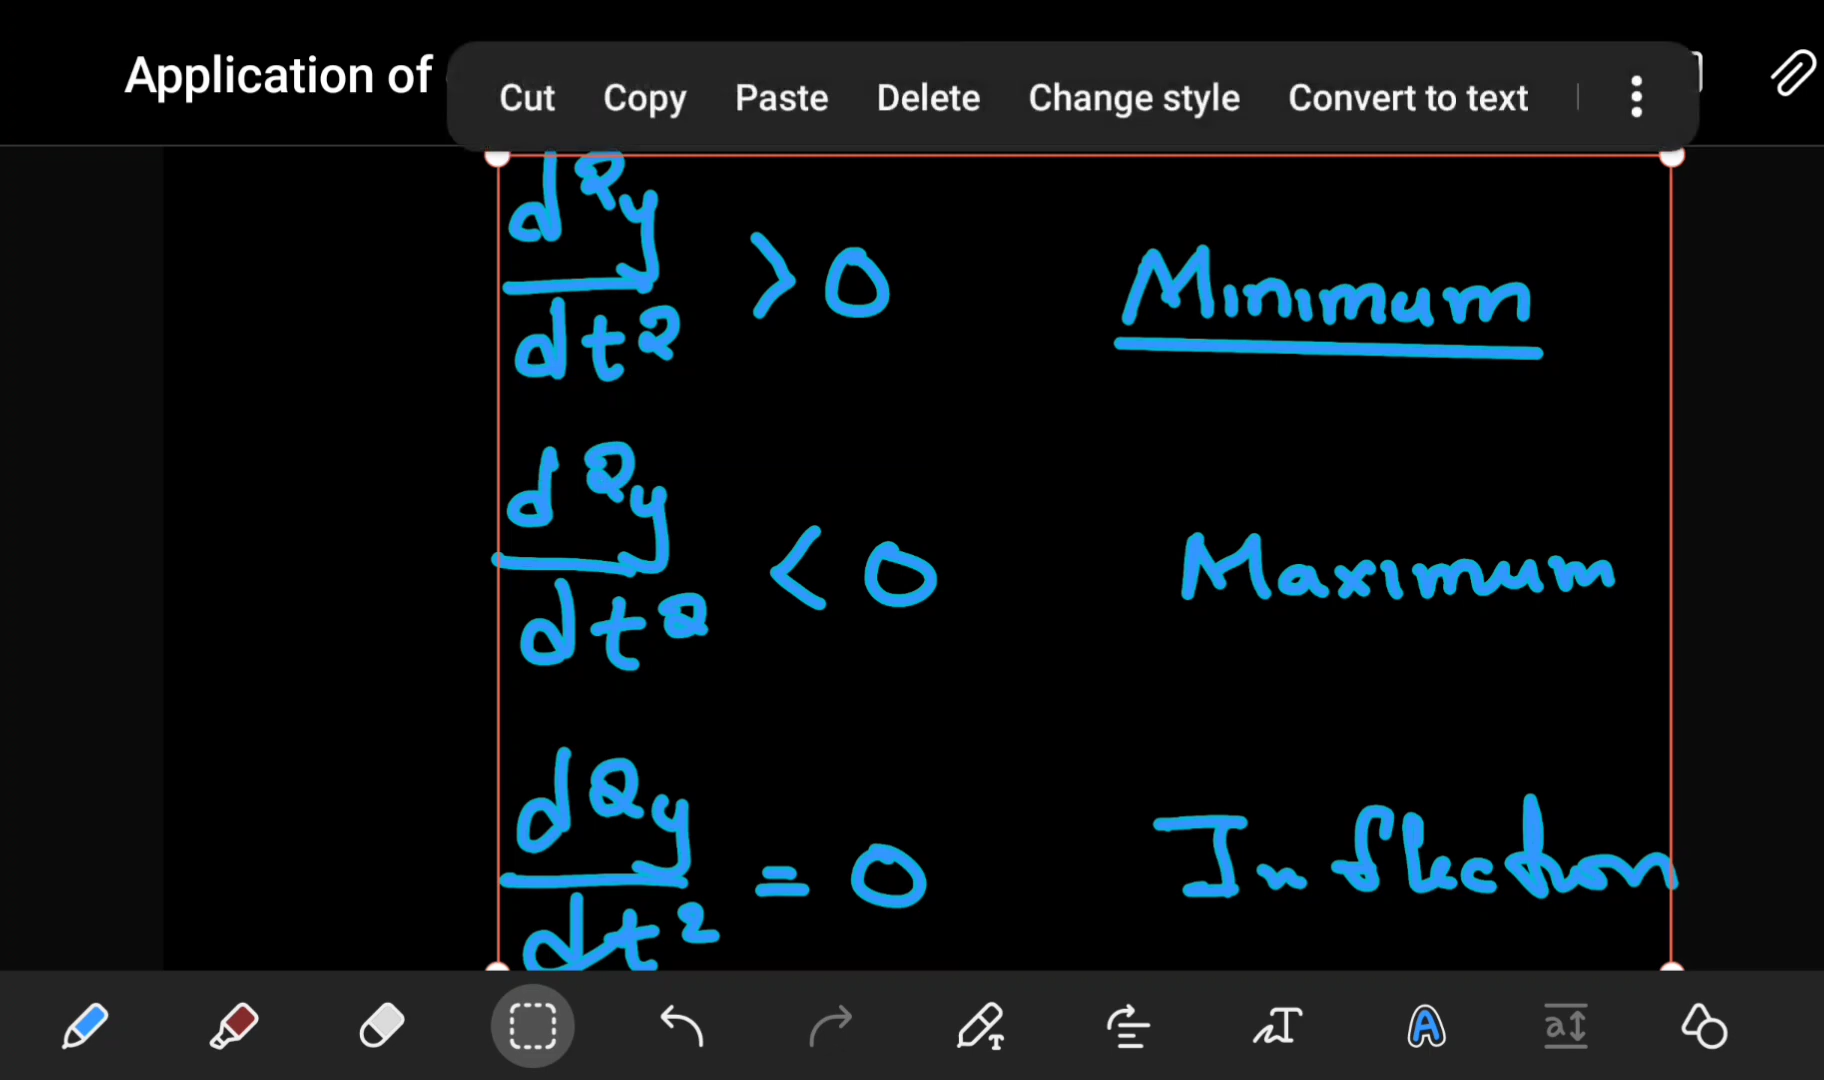 Application of
Cut Copy Paste Delete Change style Convert to text
d²y/dt² > 0 Minimum
d²y/dt² < 0 Maximum
d²y/dt² = 0 Inflection